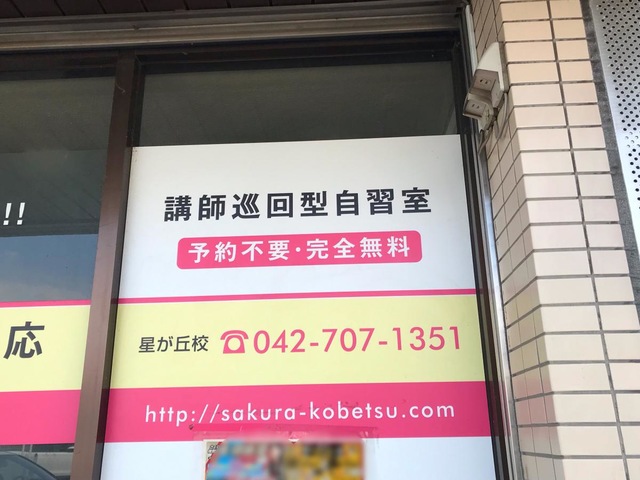 講師巡回型自習室
予約不要・完全無料
!!
応
星が丘校 ☎042-707-1351
http://sakura-kobetsu.com